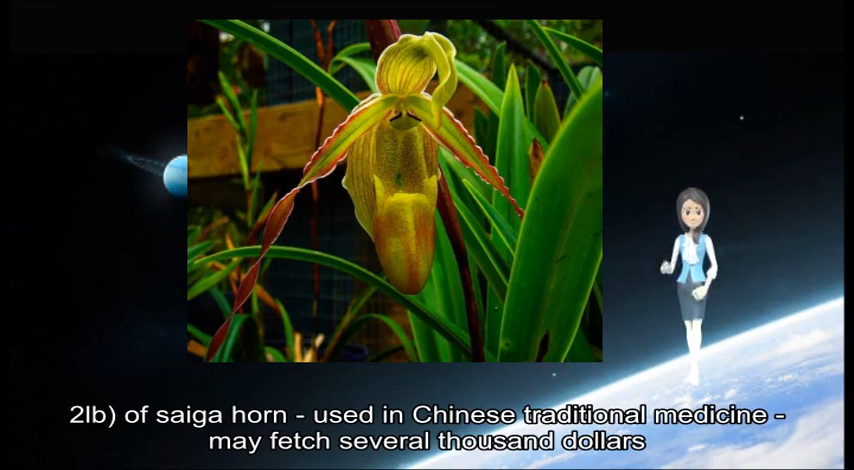 2lb) of saiga horn - used in Chinese traditional medicine -
may fetch several thousand dollars